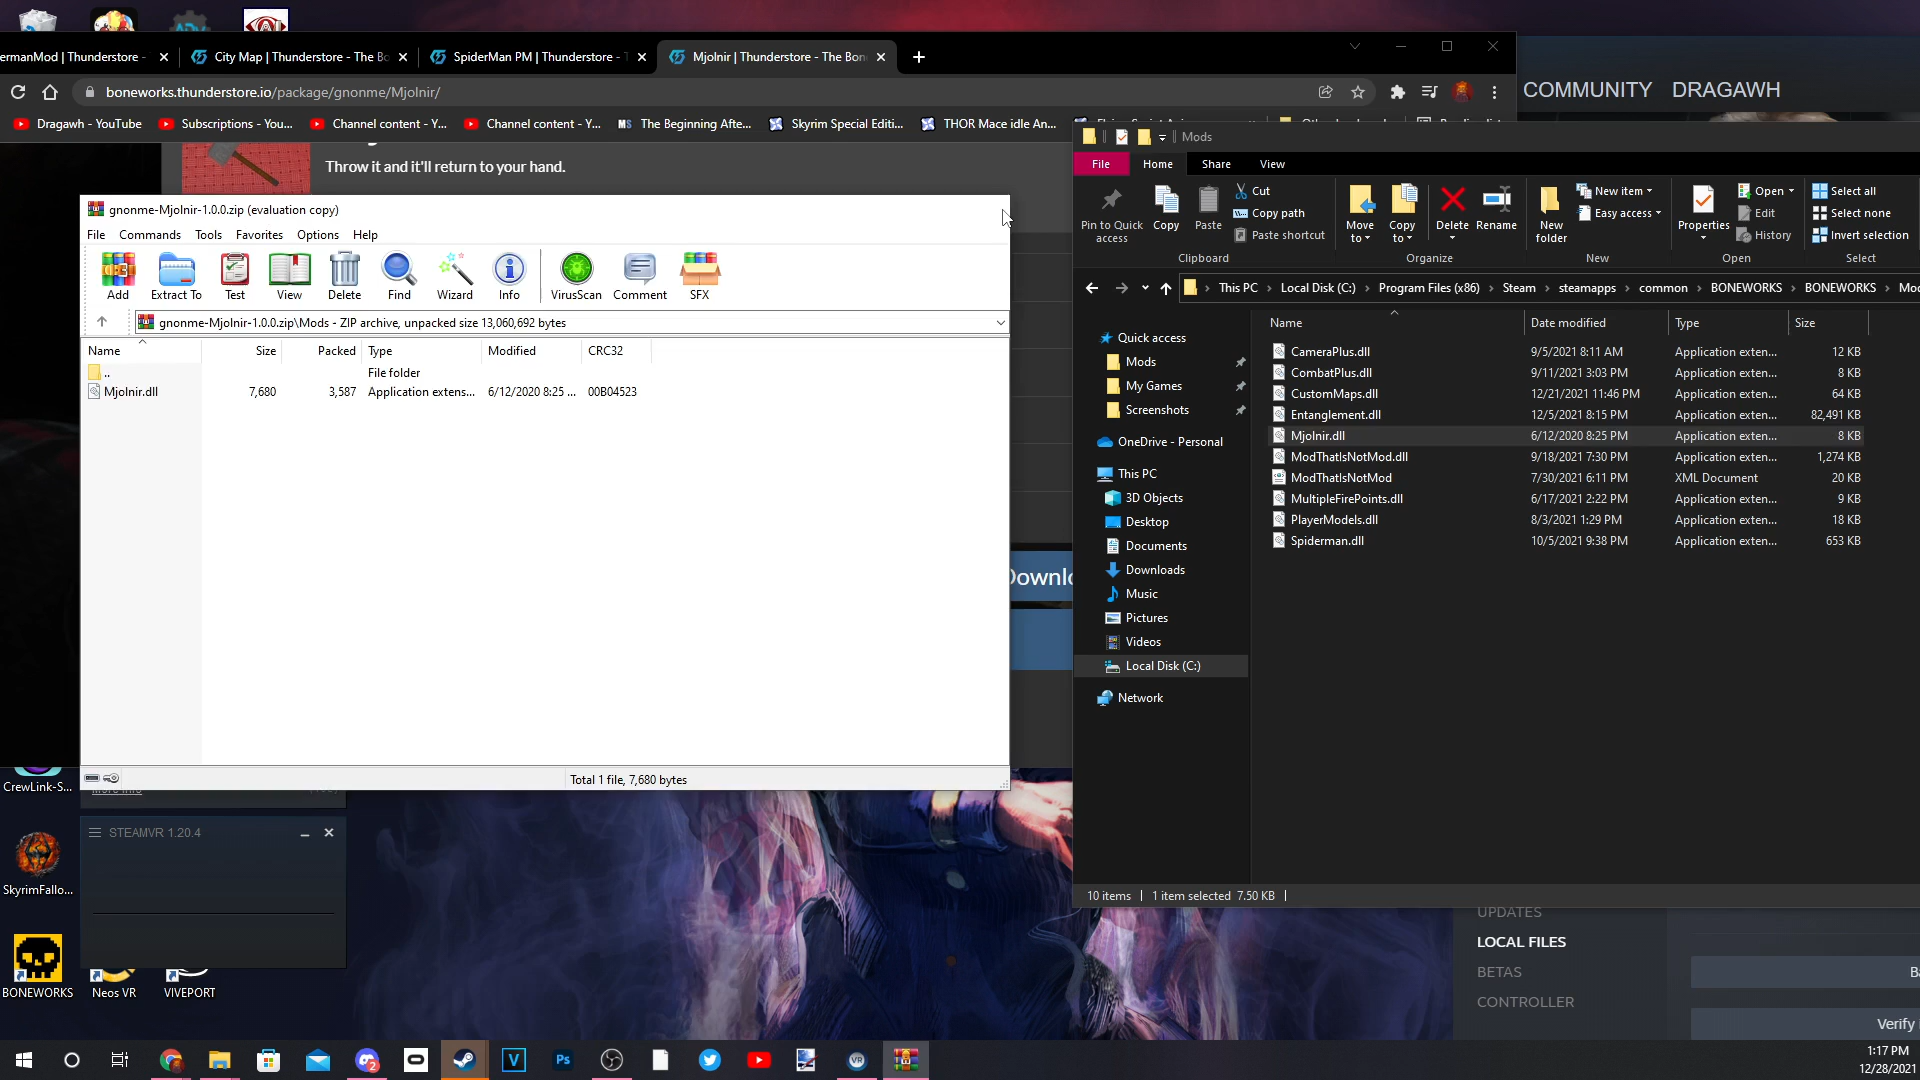 ermanMod | Thunderstore -
City Map | Thunderstore - The Bo
SpiderMan PM | Thunderstore - T
Mjolnir | Thunderstore - The Bon
boneworks.thunderstore.io/package/gnonme/Mjolnir/
COMMUNITY DRAGAWH
Dragawh - YouTube
Subscriptions - You...
Channel content - Y...
Channel content - Y...
MS The Beginning Afte...
Skyrim Special Editi...
THOR Mace idle An...
Throw it and it'll return to your hand.
gnonme-Mjolnir-1.0.0.zip (evaluation copy)
File Commands Tools Favorites Options Help
Add Extract To Test View Delete Find Wizard Info VirusScan Comment SFX
gnonme-Mjolnir-1.0.0.zip\Mods - ZIP archive, unpacked size 13,060,692 bytes
Name Size Packed Type Modified CRC32
.. File folder
Mjolnir.dll 7,680 3,587 Application extens... 6/12/2020 8:25 ... 00B04523
Total 1 file, 7,680 bytes
Downlo
Mods
File Home Share View
Pin to Quick access
Copy
Paste
Cut
Copy path
Paste shortcut
Clipboard
Move to
Copy to
Delete
Rename
Organize
New folder
New item
Easy access
New
Properties
Open
Edit
History
Open
Select all
Select none
Invert selection
Select
This PC > Local Disk (C:) > Program Files (x86) > Steam > steamapps > common > BONEWORKS > BONEWORKS > Moc
Name Date modified Type Size
CameraPlus.dll 9/5/2021 8:11 AM Application exten... 12 KB
CombatPlus.dll 9/11/2021 3:03 PM Application exten... 8 KB
CustomMaps.dll 12/21/2021 11:46 PM Application exten... 64 KB
Entanglement.dll 12/5/2021 8:15 PM Application exten... 82,491 KB
Mjolnir.dll 6/12/2020 8:25 PM Application exten... 8 KB
ModThatIsNotMod.dll 9/18/2021 7:30 PM Application exten... 1,274 KB
ModThatIsNotMod 7/30/2021 6:11 PM XML Document 20 KB
MultipleFirePoints.dll 6/17/2021 2:22 PM Application exten... 9 KB
PlayerModels.dll 8/3/2021 1:29 PM Application exten... 18 KB
Spiderman.dll 10/5/2021 9:38 PM Application exten... 653 KB
Quick access
Mods
My Games
Screenshots
OneDrive - Personal
This PC
3D Objects
Desktop
Documents
Downloads
Music
Pictures
Videos
Local Disk (C:)
Network
10 items 1 item selected 7.50 KB
UPDATES
LOCAL FILES
BETAS
CONTROLLER
Ba
Verify i
CrewLink-S...
SkyrimFallo...
BONEWORKS
Neos VR
VIVEPORT
STEAMVR 1.20.4
1:17 PM
12/28/2021